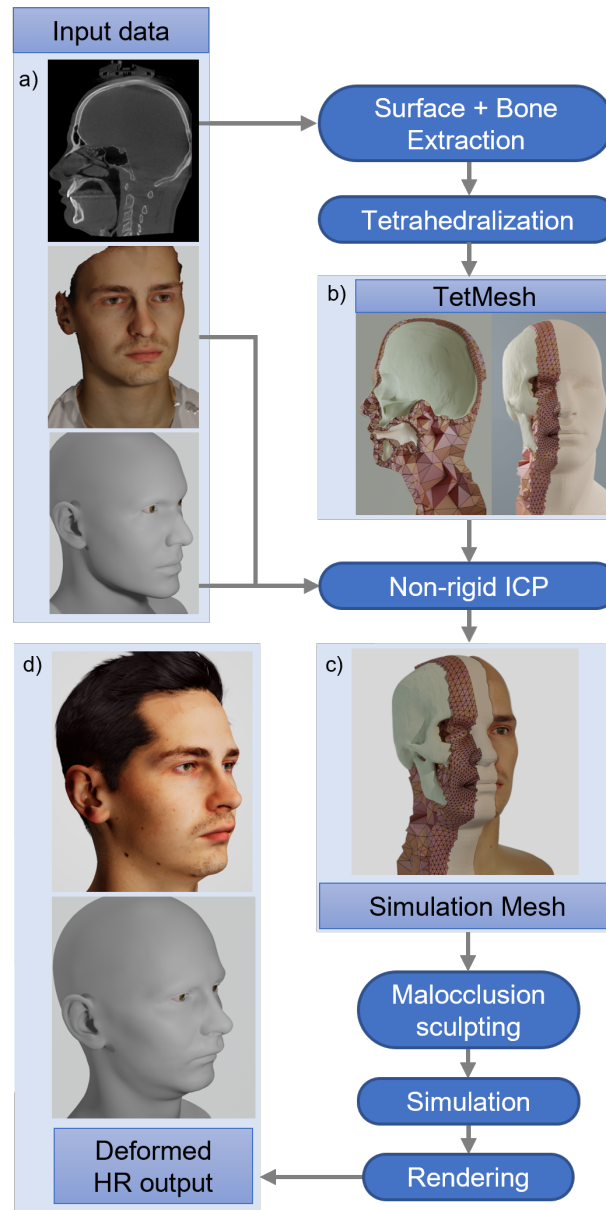 Input data
a)
Surface + Bone
Extraction
Tetrahedralization
b)
TetMesh
Non-rigid ICP
c)
Simulation Mesh
Malocclusion
sculpting
Simulation
Rendering
d)
Deformed
HR output